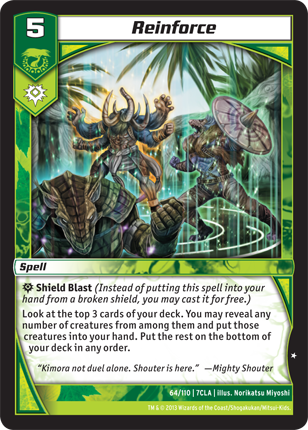 5
Reinforce
Spell
Shield Blast (Instead of putting this spell into your
hand from a broken shield, you may cast it for free.)
Look at the top 3 cards of your deck. You may reveal any
number of creatures from among them and put those
creatures into your hand. Put the rest on the bottom of
your deck in any order.
“Kimora not duel alone. Shouter is here.” —Mighty Shouter
64/110 | 7CLA | illus. Norikatsu Miyoshi
TM & © 2013 Wizards of the Coast/Shogakukan/Mitsui-Kids.